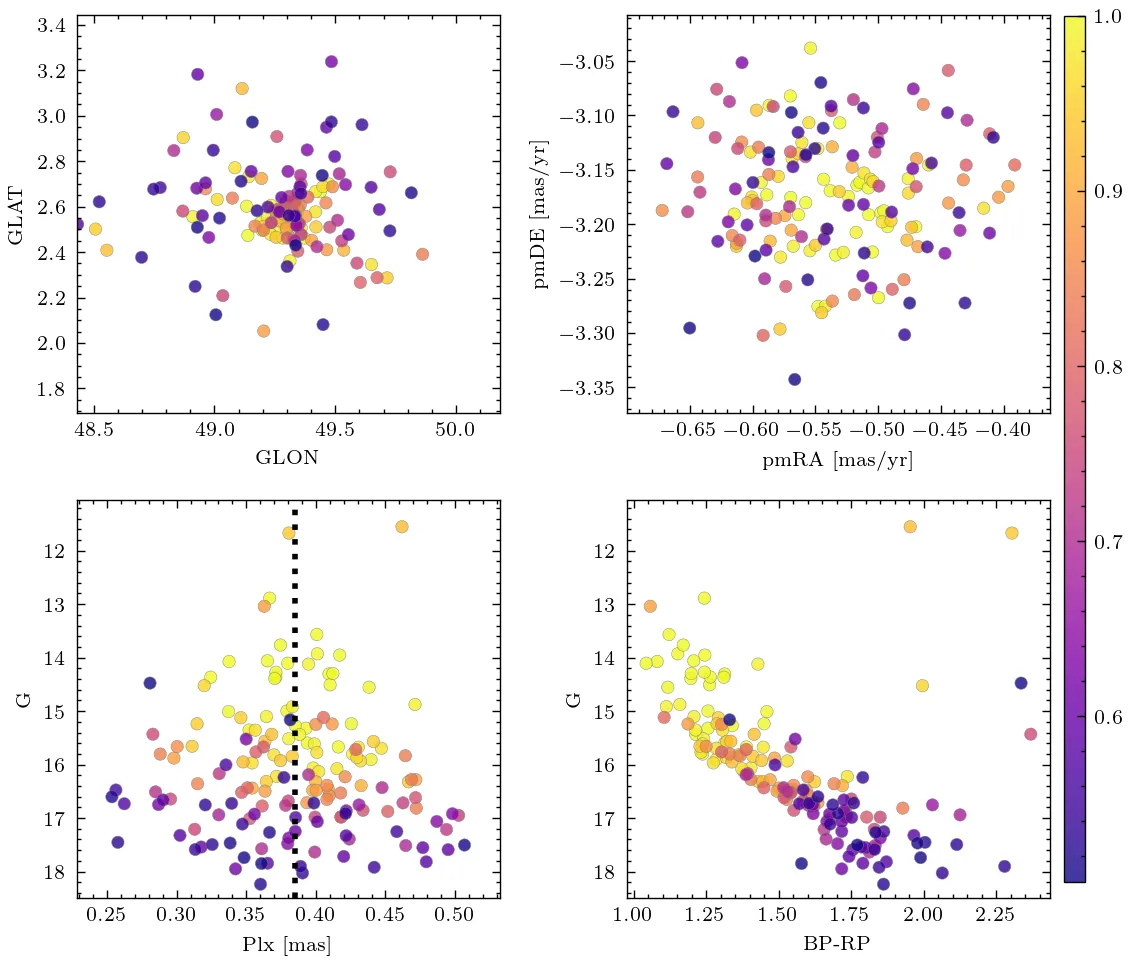 3.4
3.2
3.0
2.8
2.6
2.4
2.2
2.0
1.8
GLAT
48.5 49.0 49.5 50.0
GLON
−3.05
−3.10
−3.15
−3.20
−3.25
−3.30
−3.35
pmDE [mas/yr]
−0.65 −0.60 −0.55 −0.50 −0.45 −0.40
pmRA [mas/yr]
12
13
14
15
16
17
18
G
0.25 0.30 0.35 0.40 0.45 0.50
Plx [mas]
12
13
14
15
16
17
18
G
1.00 1.25 1.50 1.75 2.00 2.25
BP-RP
1.0
0.9
0.8
0.7
0.6